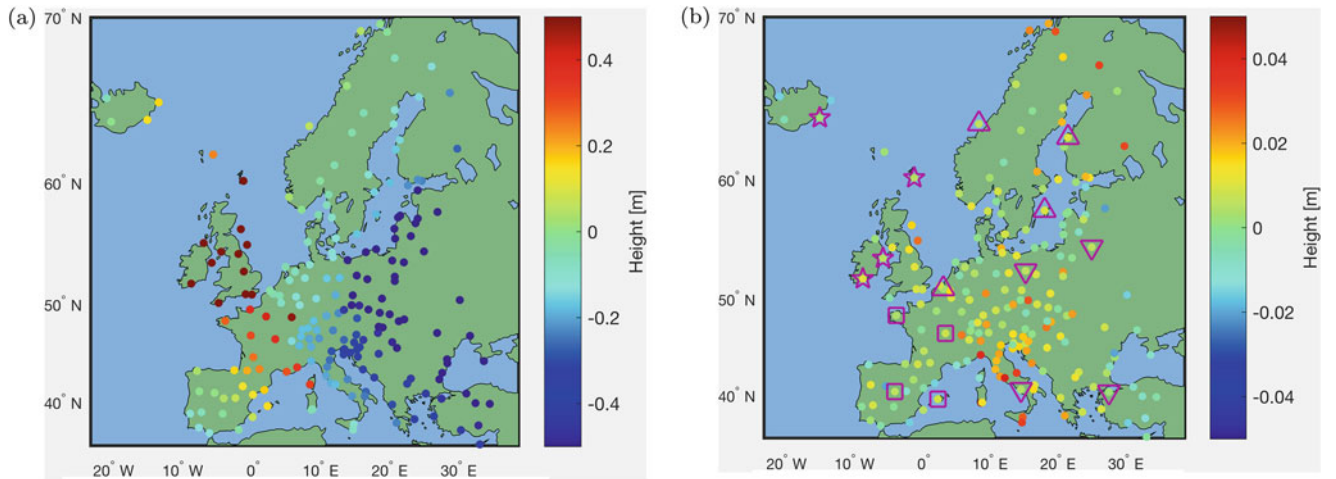 (a)
70° N
60° N
50° N
40° N
20° W
10° W
0°
10° E
20° E
30° E
0.4
0.2
0
-0.2
-0.4
Height [m]
(b)
70° N
60° N
50° N
40° N
20° W
10° W
0°
10° E
20° E
30° E
0.04
0.02
0
-0.02
-0.04
Height [m]